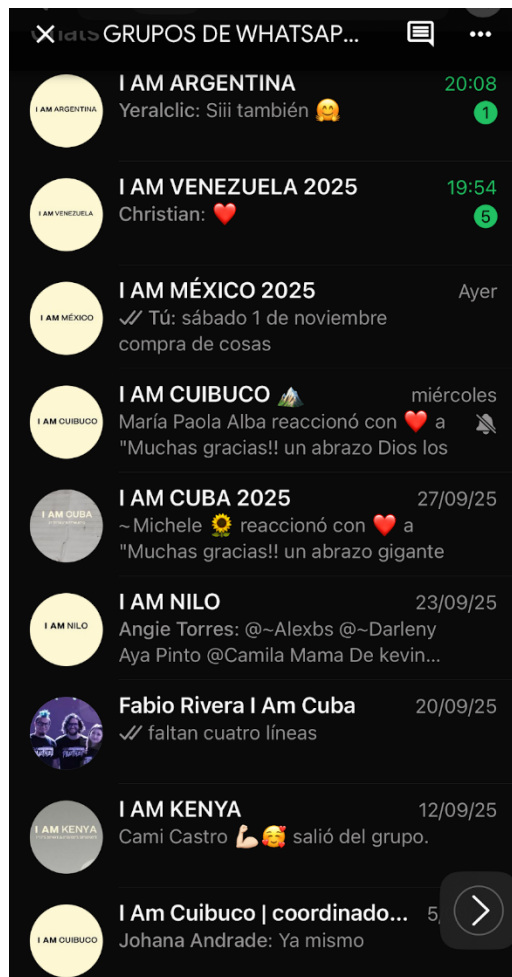 GRUPOS DE WHATSAP...
I AM ARGENTINA
I AM ARGENTINA
20:08
Yeralclic: Siii también 🤗
1
I AM VENEZUELA
I AM VENEZUELA 2025
19:54
Christian: ❤️
5
I AM MÉXICO
I AM MÉXICO 2025
Ayer
Tú: sábado 1 de noviembre
compra de cosas
I AM CUIBUCO
I AM CUIBUCO ⛰️
miércoles
María Paola Alba reaccionó con ❤️ a
"Muchas gracias!! un abrazo Dios los
I AM CUBA
I AM CUBA 2025
27/09/25
~ Michele 🌻 reaccionó con ❤️ a
"Muchas gracias!! un abrazo gigante
I AM NILO
I AM NILO
23/09/25
Angie Torres: @~Alexbs @~Darleny
Aya Pinto @Camila Mama De kevin...
Fabio Rivera I Am Cuba
20/09/25
faltan cuatro líneas
I AM KENYA
I AM KENYA
12/09/25
Cami Castro 💪🏻🥰 salió del grupo.
I AM CUIBUCO
I Am Cuibuco | coordinado...
5/
Johana Andrade: Ya mismo